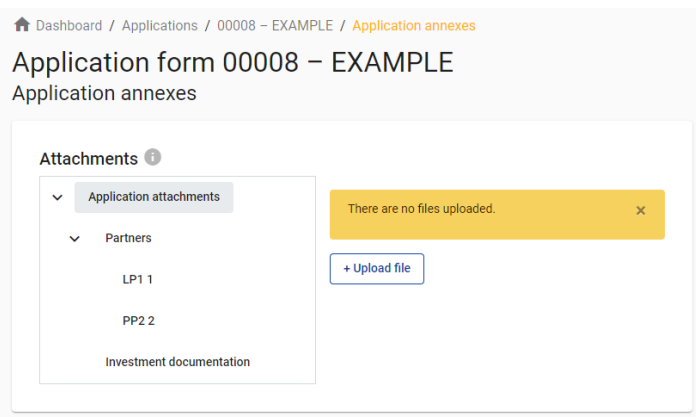 Dashboard / Applications / 00008 – EXAMPLE / Application annexes
Application form 00008 – EXAMPLE
Application annexes
Attachments i
Application attachments
Partners
LP1 1
PP2 2
Investment documentation
There are no files uploaded. ×
+ Upload file